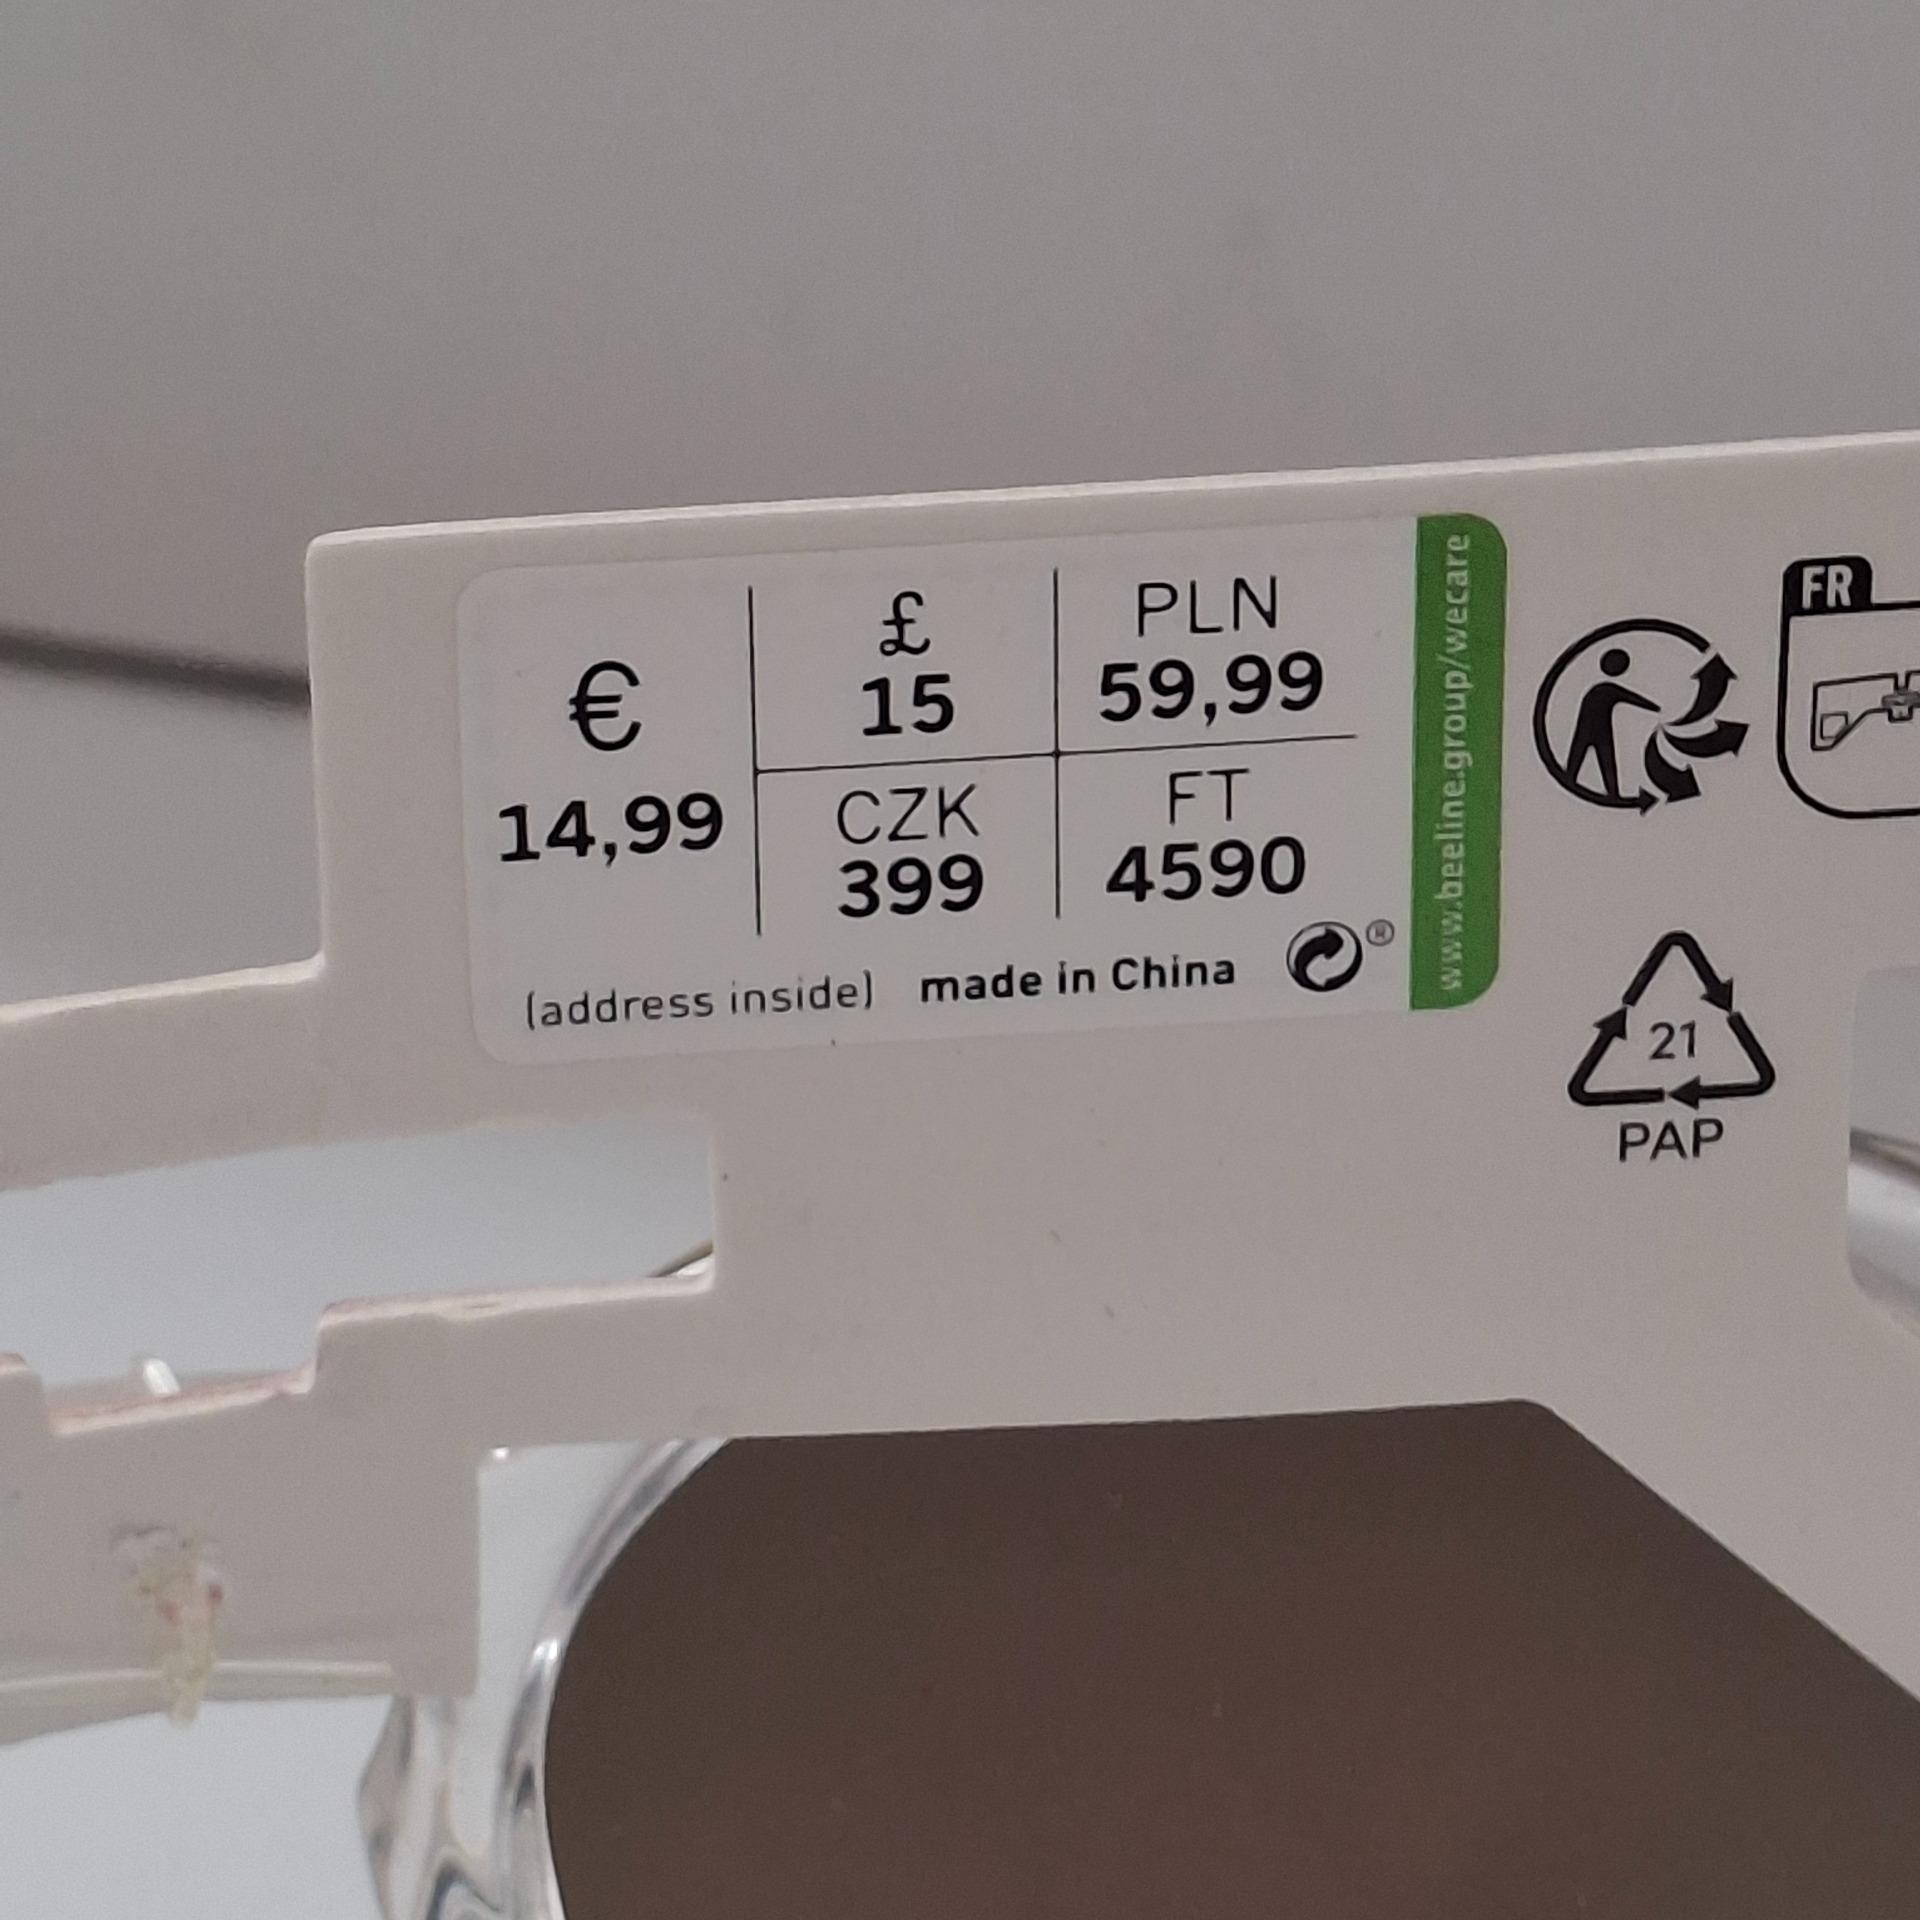 €
14,99
£
15
PLN
59,99
CZK
399
FT
4590
(address inside) made in China ®
www.beeline.group/wecare
FR
21
PAP